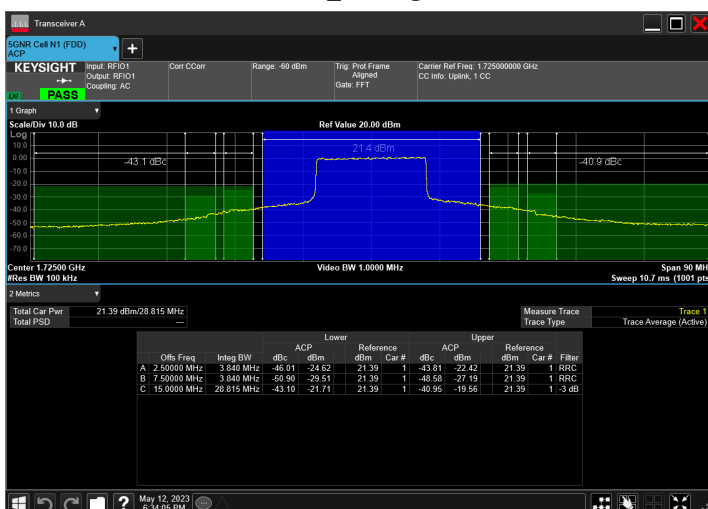 Transceiver A
5GNR Cell N1 (FDD)
ACP
KEYSIGHT
LXI
PASS
Input: RFIO1
Output: RFIO1
Coupling: AC
Corr CCorr
Range: -60 dBm
Trig: Prot Frame
Aligned
Gate: FFT
Carrier Ref Freq: 1.725000000 GHz
CC Info: Uplink, 1 CC
1 Graph
Scale/Div 10.0 dB
Ref Value 20.00 dBm
Log
10.0
0.00
-10.0
-20.0
-30.0
-40.0
-50.0
-60.0
-70.0
-43.1 dBc
21.4 dBm
-40.9 dBc
Center 1.72500 GHz
Video BW 1.0000 MHz
Span 90 MH
#Res BW 100 kHz
Sweep 10.7 ms (1001 pts
2 Metrics
Total Car Pwr 21.39 dBm/28.815 MHz
Total PSD ---
Measure Trace Trace 1
Trace Type Trace Average (Active)
Lower Upper
ACP Reference ACP Reference
Offs Freq Integ BW dBc dBm dBm Car # dBc dBm dBm Car # Filter
A 2.50000 MHz 3.840 MHz -46.01 -24.62 21.39 1 -43.81 -22.42 21.39 1 RRC
B 7.50000 MHz 3.840 MHz -50.90 -29.51 21.39 1 -48.58 -27.19 21.39 1 RRC
C 15.0000 MHz 28.815 MHz -43.10 -21.71 21.39 1 -40.95 -19.56 21.39 1 -3 dB
May 12, 2023
6:34:05 PM